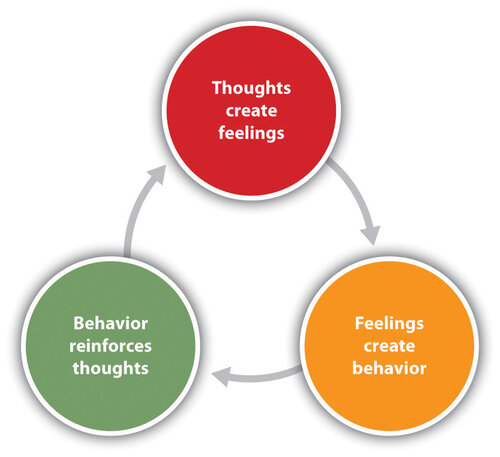 Thoughts
create
feelings
Feelings
create
behavior
Behavior
reinforces
thoughts